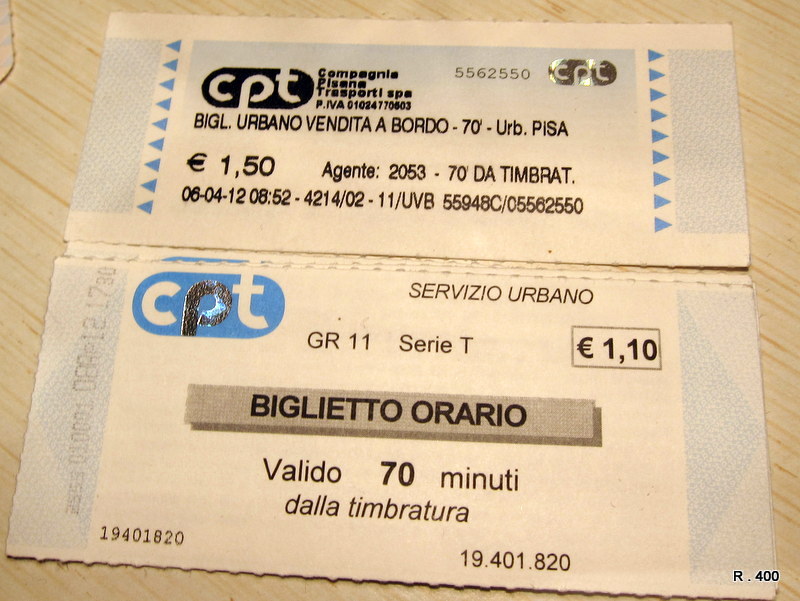 cpt Compagnia
Pisana
Trasporti spa
P.IVA 01024770503
5562550 cpt
BIGL. URBANO VENDITA A BORDO - 70' - Urb. PISA
€ 1,50 Agente: 2053 - 70' DA TIMBRAT.
06-04-12 08:52 - 4214/02 - 11/UVB 55948C/05562550
cpt
SERVIZIO URBANO
GR 11 Serie T € 1,10
BIGLIETTO ORARIO
Valido 70 minuti
dalla timbratura
19401820
19.401.820
R . 400